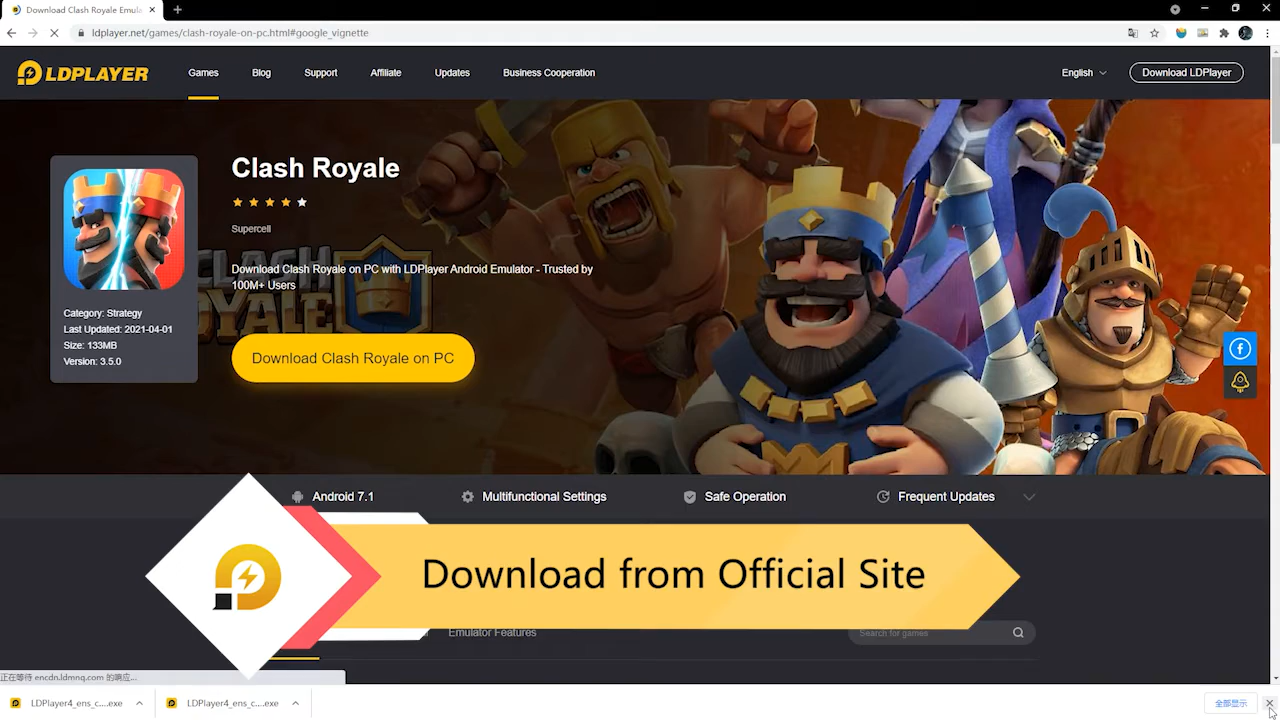 Download Clash Royale Emula
ldplayer.net/games/clash-royale-on-pc.html#google_vignette
LDPLAYER
Games
Blog
Support
Affiliate
Updates
Business Cooperation
English
Download LDPlayer
Clash Royale
Supercell
CLASH
ROYALE
Download Clash Royale on PC with LDPlayer Android Emulator - Trusted by
100M+ Users
Category: Strategy
Last Updated: 2021-04-01
Size: 133MB
Version: 3.5.0
Download Clash Royale on PC
Android 7.1
Multifunctional Settings
Safe Operation
Frequent Updates
Download from Official Site
Emulator Features
Search for games
正在等待 encdn.ldmnq.com 的响应...
LDPlayer4_ens_c....exe
LDPlayer4_ens_c....exe
全部显示